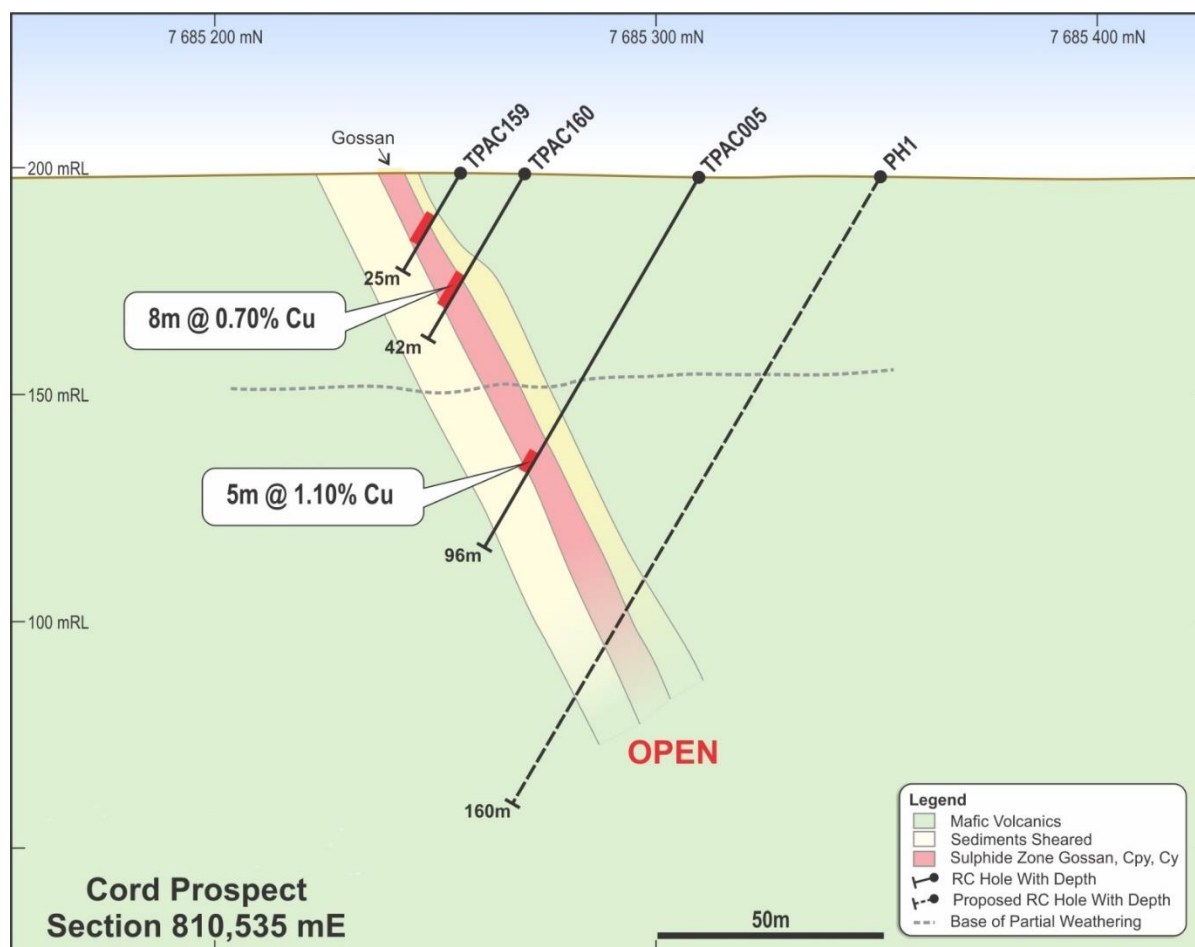 7 685 200 mN
7 685 300 mN
7 685 400 mN
Gossan
TPAC159
TPAC160
TPAC005
PH1
200 mRL
25m
8m @ 0.70% Cu
42m
150 mRL
5m @ 1.10% Cu
96m
100 mRL
OPEN
160m
Cord Prospect
Section 810,535 mE
50m
Legend
Mafic Volcanics
Sediments Sheared
Sulphide Zone Gossan, Cpy, Cy
RC Hole With Depth
Proposed RC Hole With Depth
Base of Partial Weathering